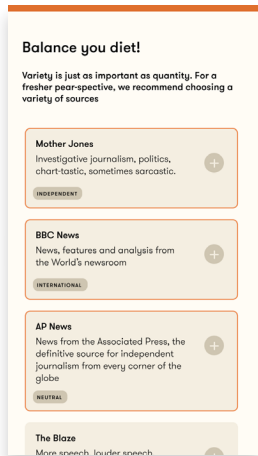 Balance you diet!
Variety is just as important as quantity. For a
fresher pear-spective, we recommend choosing a
variety of sources
Mother Jones
Investigative journalism, politics,
chart-tastic, sometimes sarcastic.
INDEPENDENT
BBC News
News, features and analysis from
the World's newsroom
INTERNATIONAL
AP News
News from the Associated Press, the
definitive source for independent
journalism from every corner of the
globe
NEUTRAL
The Blaze
More speech, louder speech